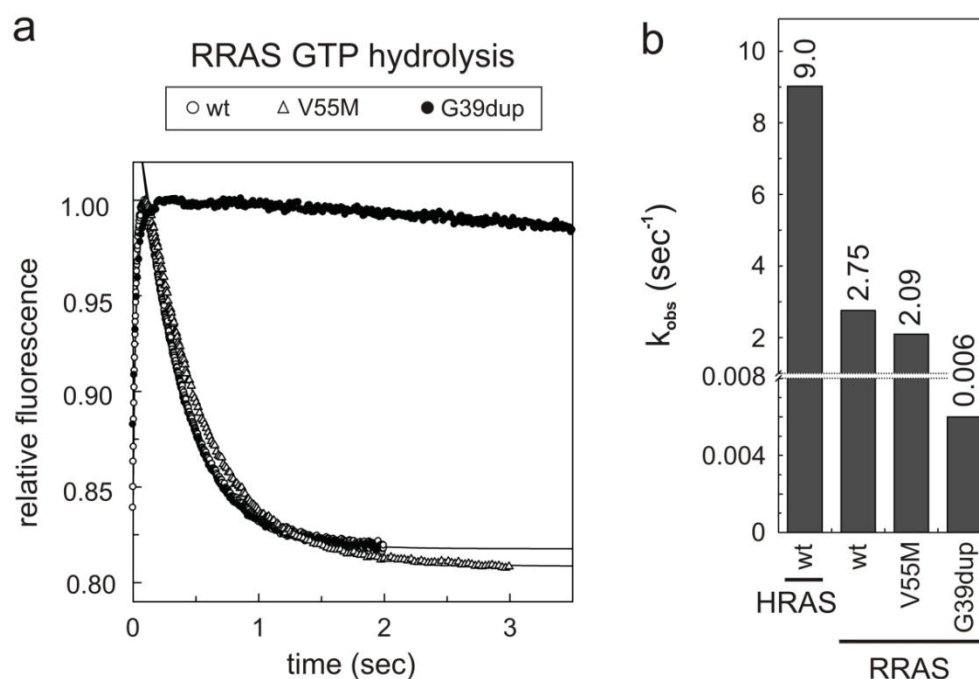 a
RRAS GTP hydrolysis
○ wt △ V55M ● G39dup
relative fluorescence
1.00
0.95
0.90
0.85
0.80
0 1 2 3
time (sec)
b
kobs (sec-1)
10
8
6
4
2
0.008
0.004
0
9.0
2.75
2.09
0.006
wt wt V55M G39dup
HRAS
RRAS